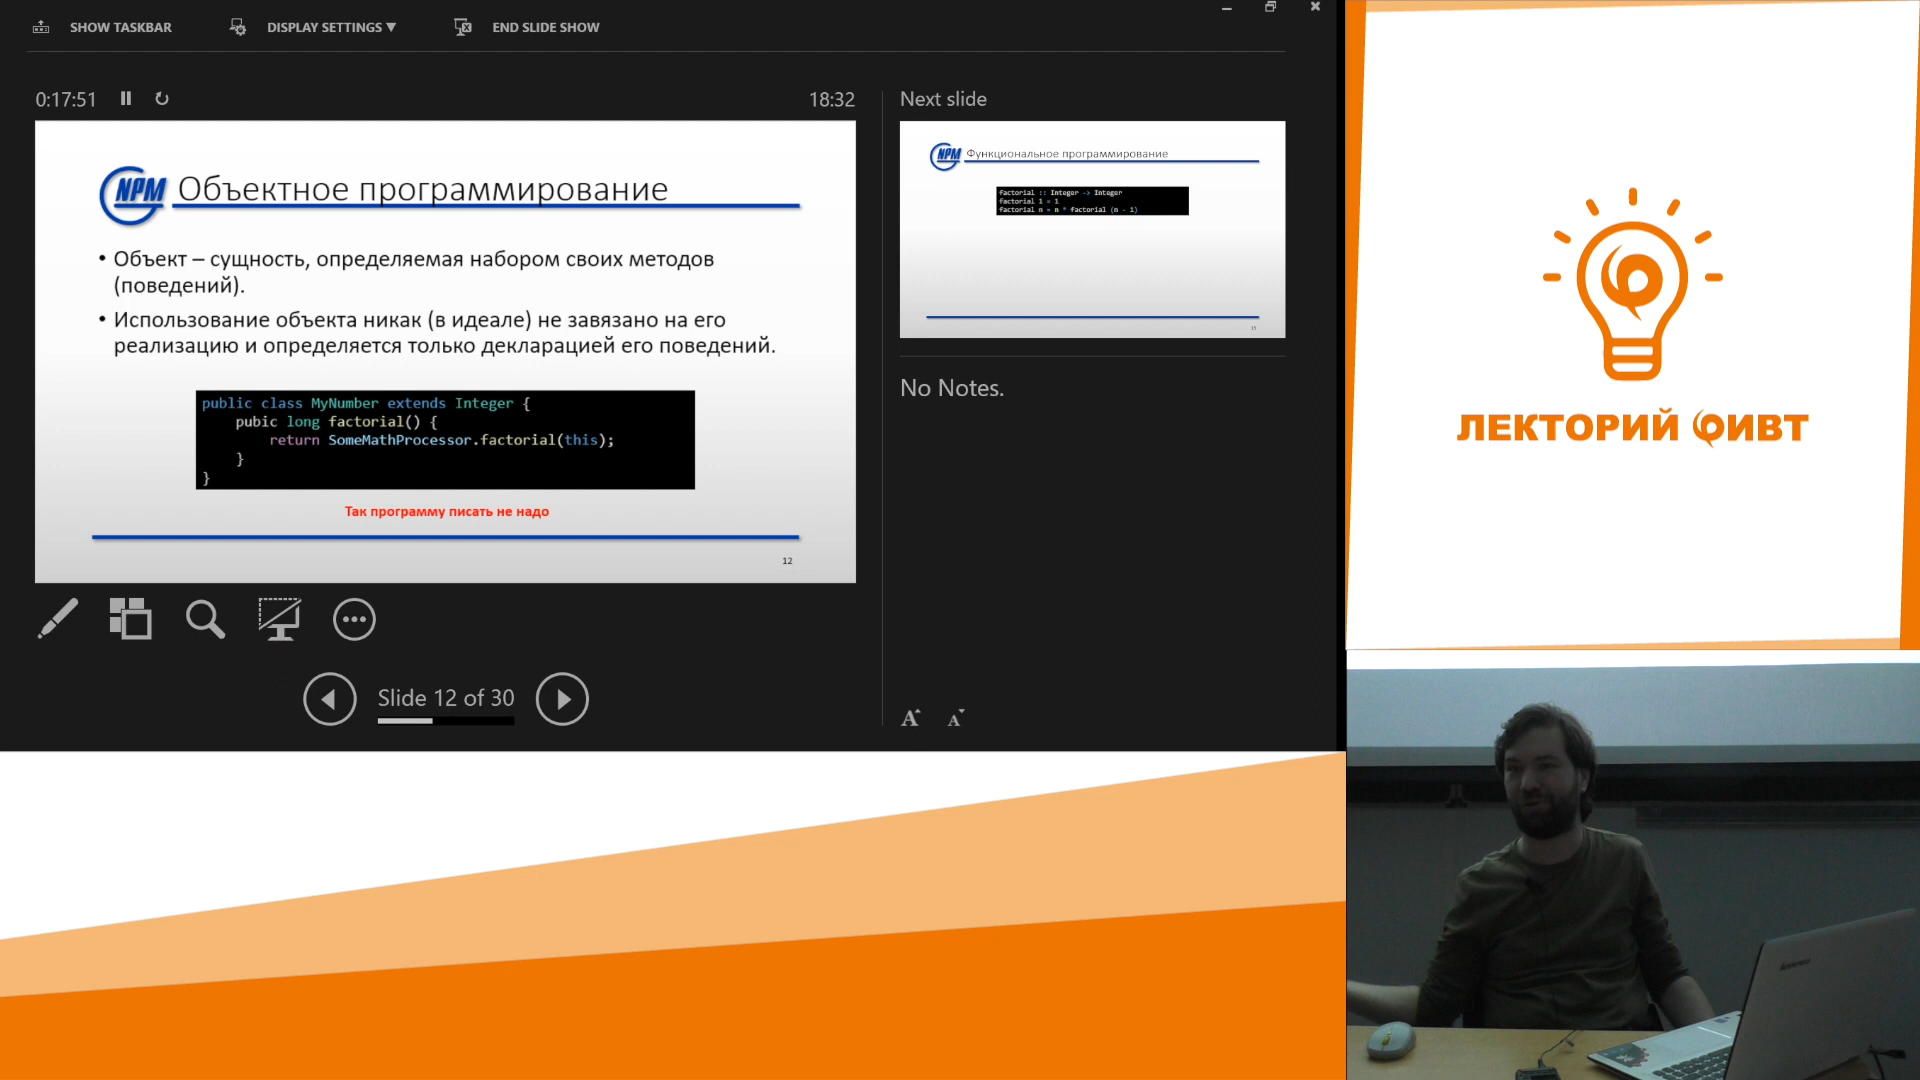 SHOW TASKBAR
DISPLAY SETTINGS ▼
END SLIDE SHOW
0:17:51
18:32
NPM
Объектное программирование
• Объект – сущность, определяемая набором своих методов
(поведений).
• Использование объекта никак (в идеале) не завязано на его
реализацию и определяется только декларацией его поведений.
public class MyNumber extends Integer {
pubic long factorial() {
return SomeMathProcessor.factorial(this);
}
}
Так программу писать не надо
12
Slide 12 of 30
Next slide
NPM
Функциональное программирование
factorial :: Integer -> Integer
factorial 1 = 1
factorial n = n * factorial (n - 1)
13
No Notes.
A
A
ЛЕКТОРИЙ ФИВТ
lenovo